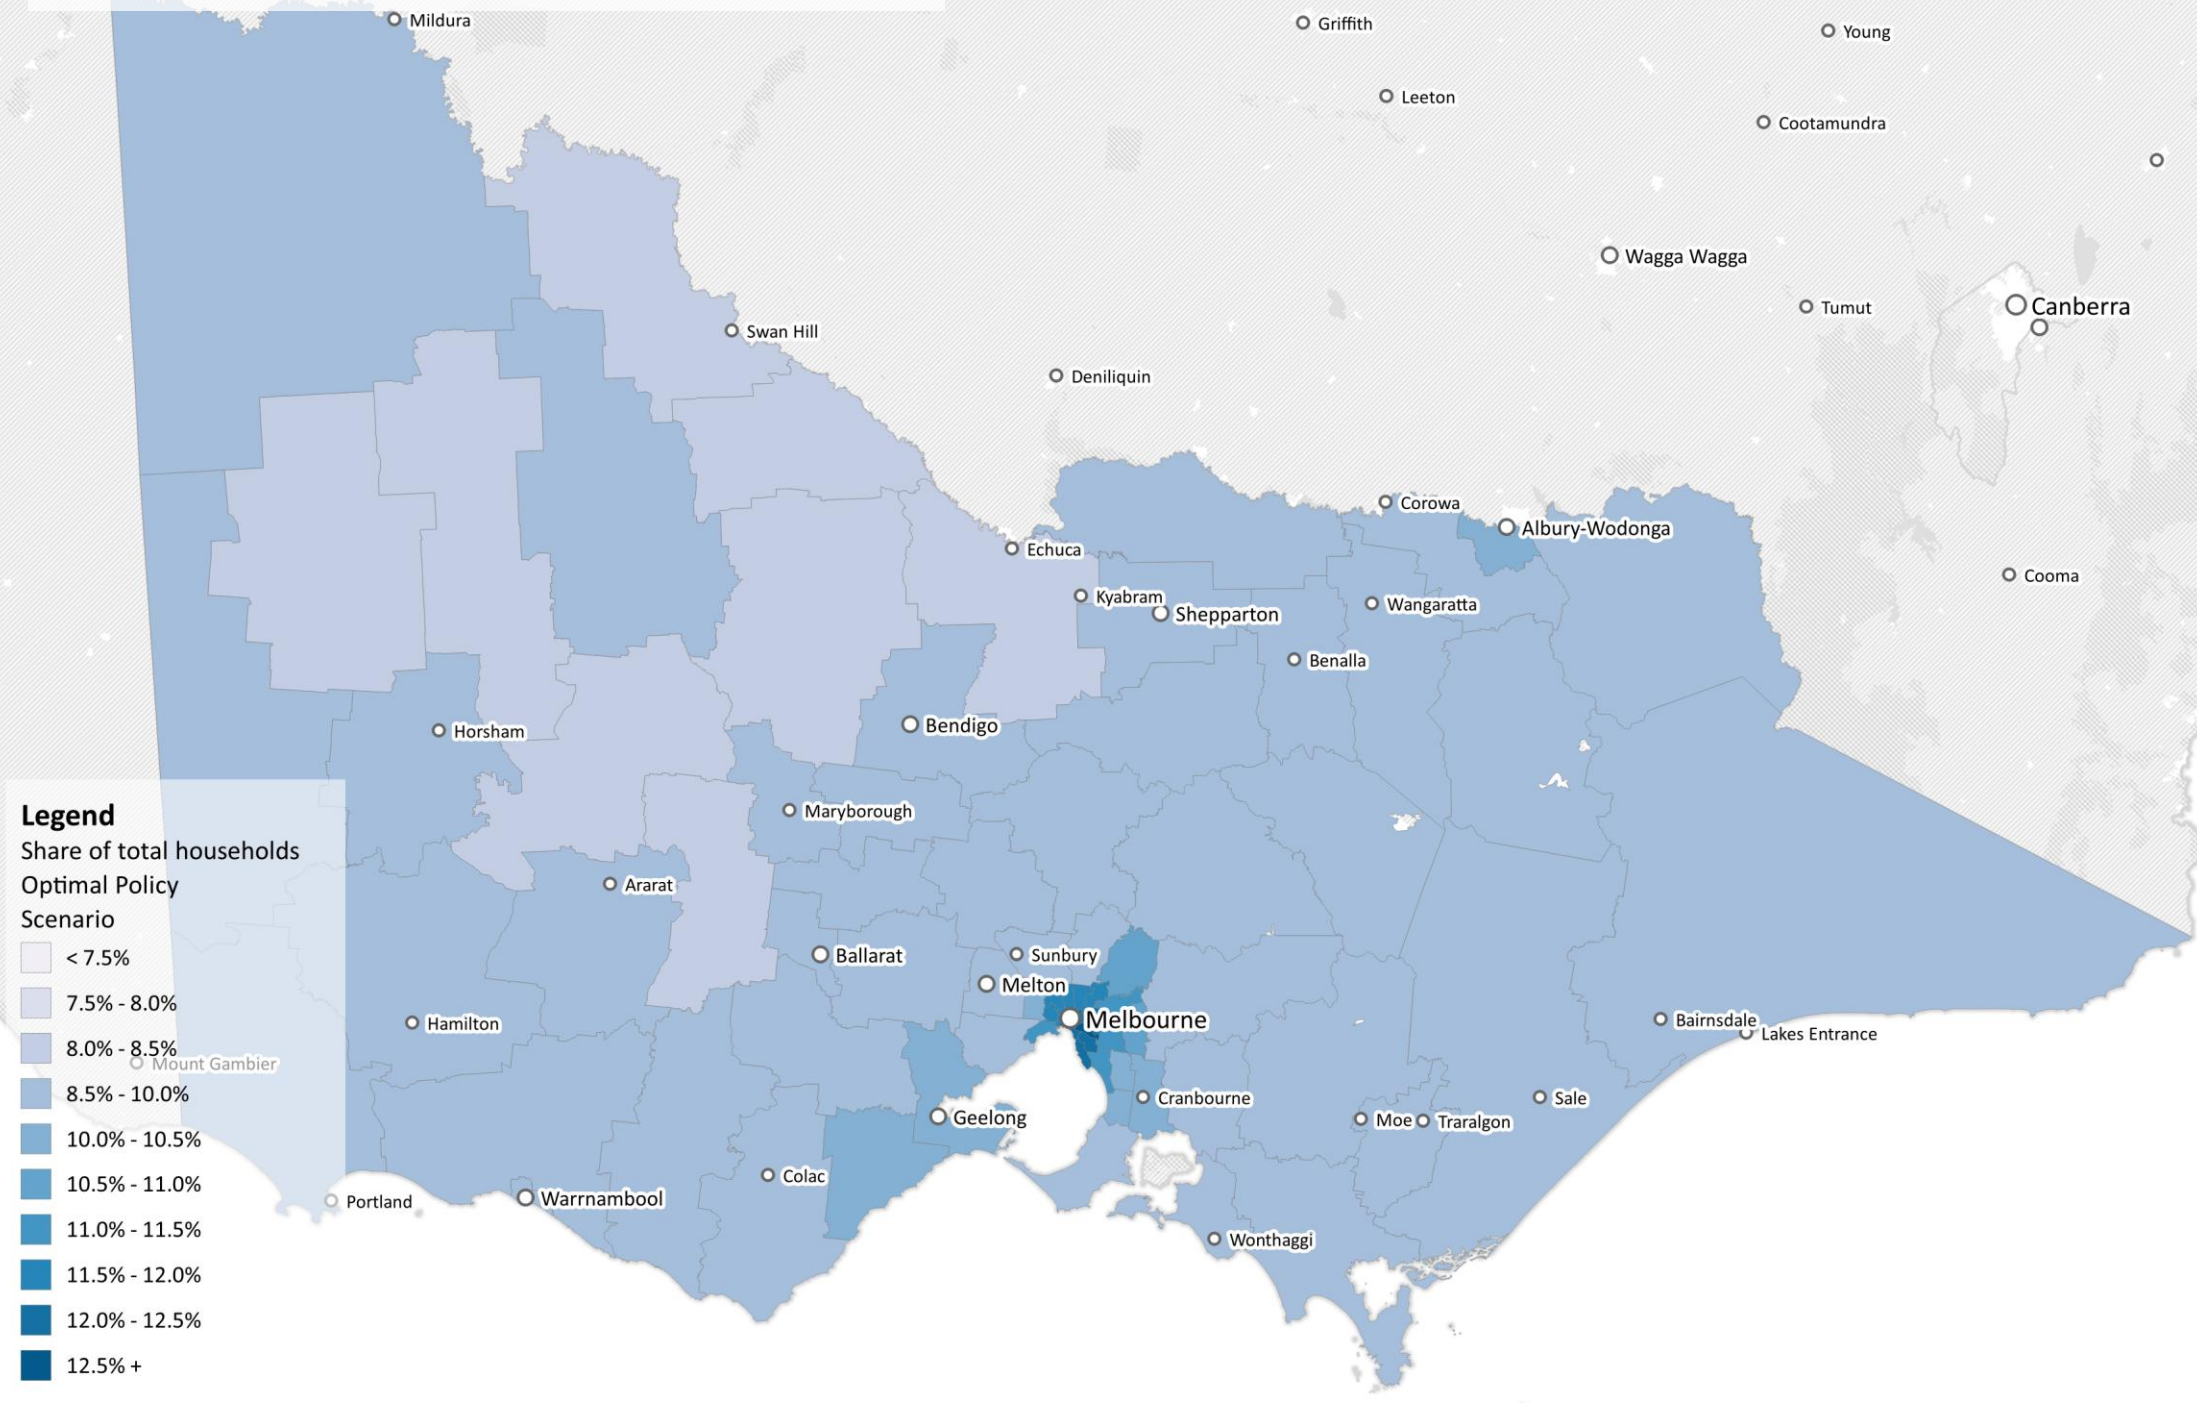 Mildura
Griffith
Young
Leeton
Cootamundra
Wagga Wagga
Canberra
Tumut
Swan Hill
Deniliquin
Corowa
Albury-Wodonga
Echuca
Cooma
Kyabram
Shepparton
Wangaratta
Benalla
Bendigo
Horsham
Maryborough
Ararat
Ballarat
Sunbury
Melton
Melbourne
Hamilton
Bairnsdale
Lakes Entrance
Mount Gambier
Cranbourne
Sale
Geelong
Moe
Traralgon
Colac
Portland
Warrnambool
Wonthaggi
Legend
Share of total households
Optimal Policy
Scenario
< 7.5%
7.5% - 8.0%
8.0% - 8.5%
8.5% - 10.0%
10.0% - 10.5%
10.5% - 11.0%
11.0% - 11.5%
11.5% - 12.0%
12.0% - 12.5%
12.5% +